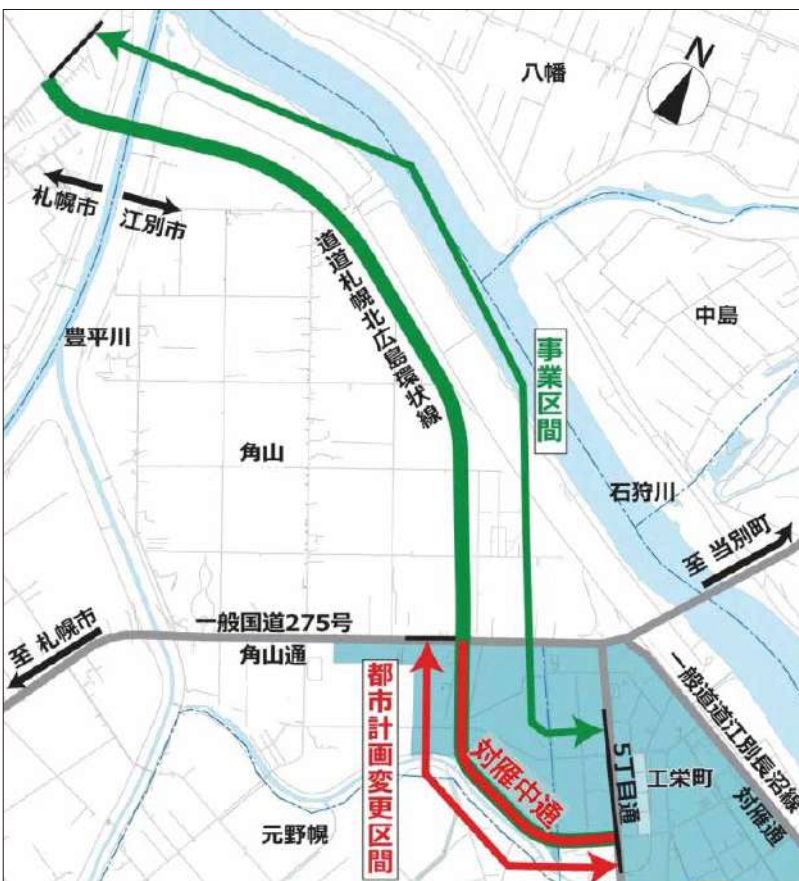 N
八幡
札幌市
江別市
道道札幌北広島環状線
中島
豊平川
事業区間
角山
石狩川
至 当別町
一般国道275号
至 札幌市
角山通
都市計画変更区間
一般道道江別長沼線
対雁中通
5丁目通
工栄町
対雁通
元野幌